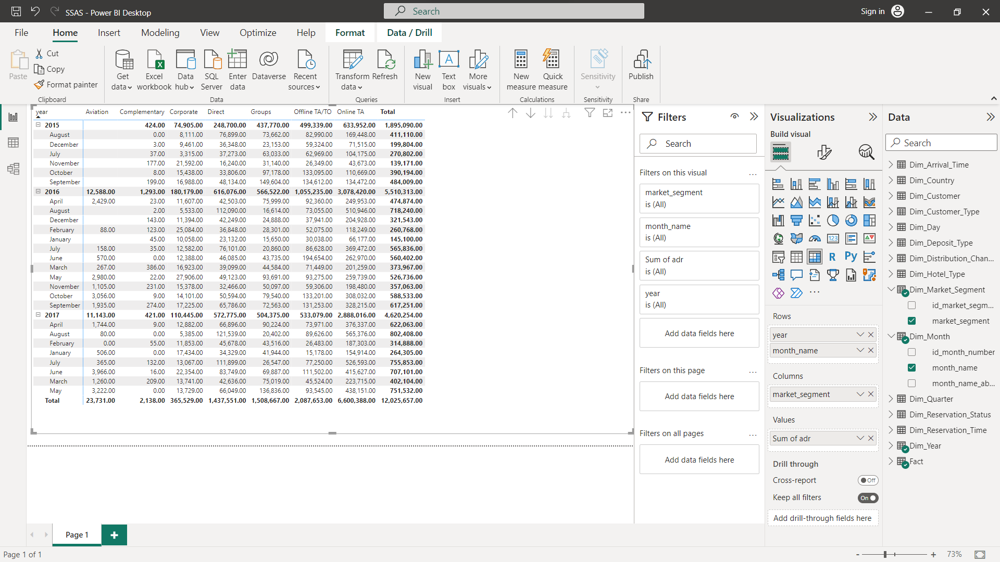 SSAS - Power BI Desktop
Search
Sign in
File Home Insert Modeling View Optimize Help Format Data / Drill
Paste
Cut
Copy
Format painter
Clipboard
Get data
Excel workbook
Data hub
SQL Server
Enter data
Dataverse
Recent sources
Data
Transform data
Refresh
Queries
New visual
Text box
More visuals
Insert
New measure
Quick measure
Calculations
Sensitivity
Sensitivity
Publish
Share
year Aviation Complementary Corporate Direct Groups Offline TA/TO Online TA Total
2015 424.00 74,905.00 248,700.00 437,770.00 499,339.00 633,952.00 1,895,090.00
August 0.00 8,111.00 76,899.00 73,662.00 82,990.00 169,448.00 411,110.00
December 3.00 9,461.00 36,348.00 23,153.00 59,324.00 71,515.00 199,804.00
July 37.00 3,315.00 37,273.00 63,033.00 62,969.00 104,175.00 270,802.00
November 177.00 21,592.00 16,240.00 31,140.00 26,349.00 43,673.00 139,171.00
October 8.00 15,438.00 33,806.00 97,178.00 133,095.00 110,669.00 390,194.00
September 199.00 16,988.00 48,134.00 149,604.00 134,612.00 134,472.00 484,009.00
2016 12,588.00 1,293.00 180,179.00 616,076.00 566,522.00 1,055,235.00 3,078,420.00 5,510,313.00
April 2,429.00 23.00 11,607.00 42,503.00 75,999.00 92,360.00 249,953.00 474,874.00
August 2.00 5,533.00 112,090.00 16,614.00 73,055.00 510,946.00 718,240.00
December 143.00 11,394.00 42,249.00 24,888.00 37,941.00 204,928.00 321,543.00
February 88.00 123.00 25,084.00 36,848.00 28,301.00 52,075.00 118,249.00 260,768.00
January 45.00 10,058.00 23,132.00 15,650.00 30,038.00 66,177.00 145,100.00
July 158.00 35.00 12,582.00 76,101.00 20,860.00 86,628.00 369,472.00 565,836.00
June 570.00 0.00 12,388.00 46,085.00 43,735.00 194,654.00 262,970.00 560,402.00
March 267.00 386.00 16,923.00 39,099.00 44,584.00 71,449.00 201,259.00 373,967.00
May 2,980.00 22.00 27,906.00 49,123.00 93,691.00 93,275.00 259,739.00 526,736.00
November 1,105.00 231.00 15,378.00 32,466.00 50,097.00 59,306.00 198,480.00 357,063.00
October 3,056.00 9.00 14,101.00 50,594.00 79,540.00 133,201.00 308,032.00 588,533.00
September 1,935.00 274.00 17,225.00 65,786.00 72,563.00 131,253.00 328,215.00 617,251.00
2017 11,143.00 421.00 110,445.00 572,775.00 504,375.00 533,079.00 2,888,016.00 4,620,254.00
April 1,744.00 9.00 12,882.00 66,896.00 90,224.00 73,971.00 376,337.00 622,063.00
August 80.00 0.00 5,385.00 121,539.00 20,402.00 89,626.00 565,376.00 802,408.00
February 0.00 55.00 11,853.00 45,678.00 43,516.00 26,483.00 187,303.00 314,888.00
January 506.00 0.00 17,434.00 34,329.00 41,944.00 15,178.00 154,914.00 264,305.00
July 365.00 132.00 13,067.00 111,899.00 26,547.00 77,250.00 526,593.00 755,853.00
June 3,966.00 16.00 22,354.00 83,749.00 69,887.00 111,502.00 415,627.00 707,101.00
March 1,260.00 209.00 13,741.00 42,636.00 75,019.00 45,524.00 223,715.00 402,104.00
May 3,222.00 0.00 13,729.00 66,049.00 136,836.00 93,545.00 438,151.00 751,532.00
Total 23,731.00 2,138.00 365,529.00 1,437,551.00 1,508,667.00 2,087,653.00 6,600,388.00 12,025,657.00
Filters
Search
Filters on this visual
market_segment
is (All)
month_name
is (All)
Sum of adr
is (All)
year
is (All)
Add data fields here
Filters on this page
Add data fields here
Filters on all pages
Add data fields here
Visualizations
Build visual
123
R
Py
Rows
year
month_name
Columns
market_segment
Values
Sum of adr
Drill through
Cross-report
Off
Keep all filters
On
Add drill-through fields here
Data
Search
Dim_Arrival_Time
Dim_Country
Dim_Customer
Dim_Customer_Type
Dim_Day
Dim_Deposit_Type
Dim_Distribution_Chan...
Dim_Hotel_Type
Dim_Market_Segment
id_market_segm...
market_segment
Dim_Month
id_month_number
month_name
month_name_ab...
Dim_Quarter
Dim_Reservation_Status
Dim_Reservation_Time
Dim_Year
Fact
Page 1
Page 1 of 1
73%